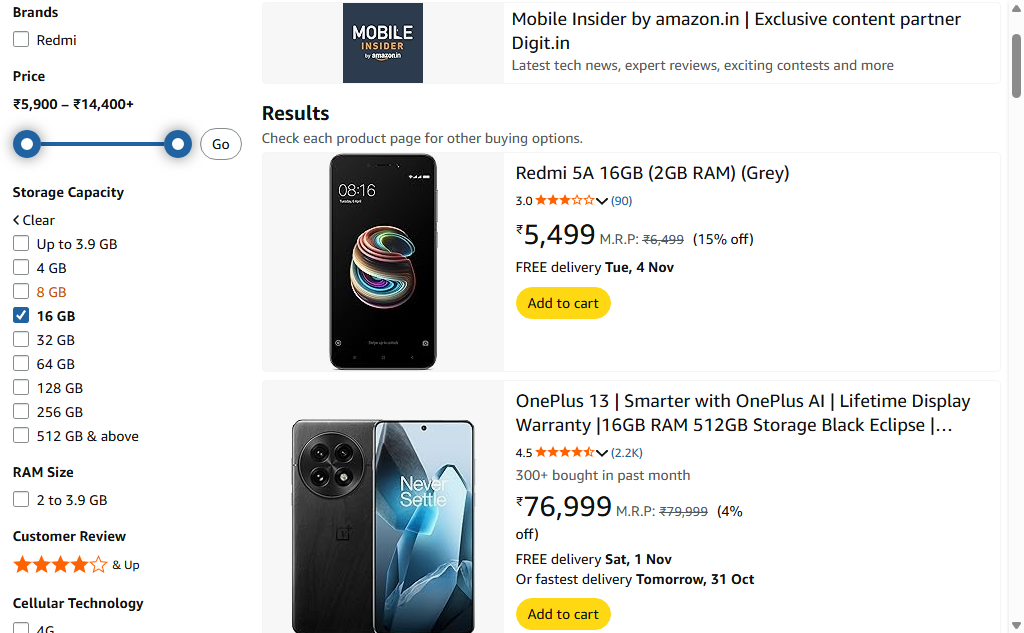 Brands
Redmi
Price
₹5,900 – ₹14,400+
Go
Storage Capacity
Clear
Up to 3.9 GB
4 GB
8 GB
16 GB
32 GB
64 GB
128 GB
256 GB
512 GB & above
RAM Size
2 to 3.9 GB
Customer Review
& Up
Cellular Technology
4G
MOBILE
INSIDER
by amazon.in
Mobile Insider by amazon.in | Exclusive content partner
Digit.in
Latest tech news, expert reviews, exciting contests and more
Results
Check each product page for other buying options.
08:16
Redmi 5A 16GB (2GB RAM) (Grey)
3.0 (90)
₹5,499 M.R.P: ₹6,499 (15% off)
FREE delivery Tue, 4 Nov
Add to cart
Never
Settle
OnePlus 13 | Smarter with OnePlus AI | Lifetime Display
Warranty |16GB RAM 512GB Storage Black Eclipse |…
4.5 (2.2K)
300+ bought in past month
₹76,999 M.R.P: ₹79,999 (4%
off)
FREE delivery Sat, 1 Nov
Or fastest delivery Tomorrow, 31 Oct
Add to cart